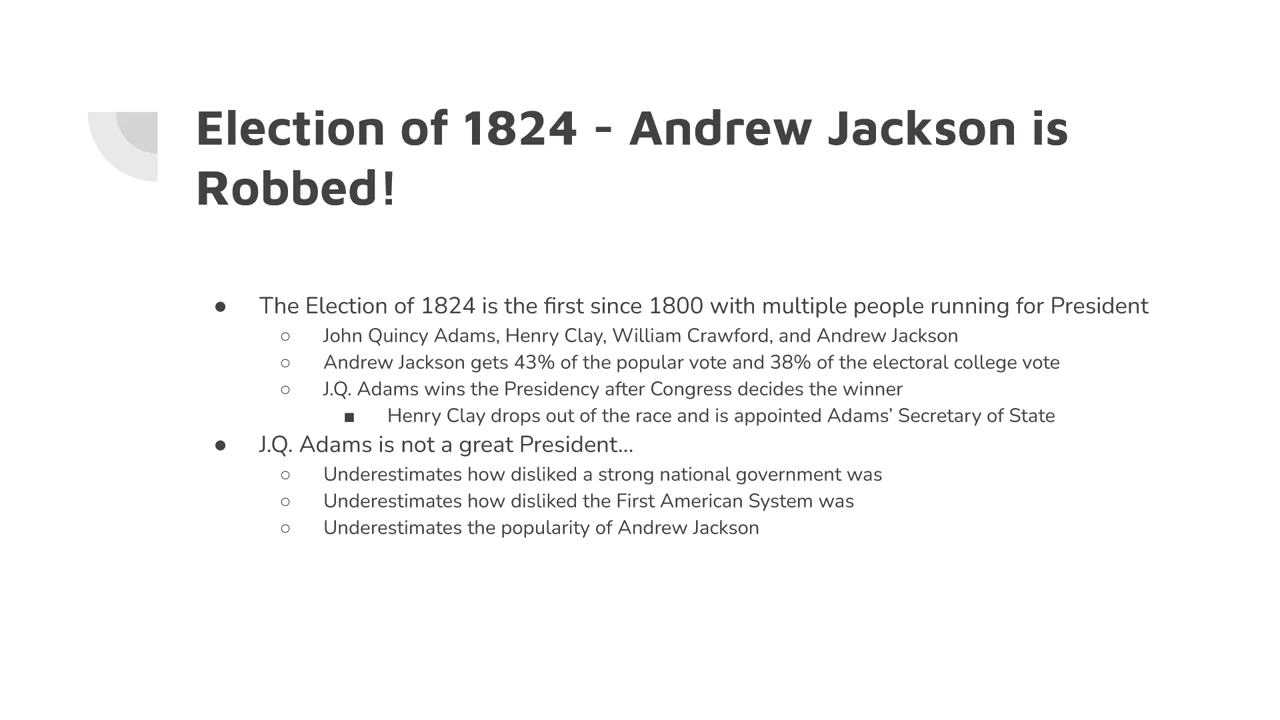 Election of 1824 - Andrew Jackson is
Robbed!
● The Election of 1824 is the first since 1800 with multiple people running for President
○ John Quincy Adams, Henry Clay, William Crawford, and Andrew Jackson
○ Andrew Jackson gets 43% of the popular vote and 38% of the electoral college vote
○ J.Q. Adams wins the Presidency after Congress decides the winner
■ Henry Clay drops out of the race and is appointed Adams’ Secretary of State
● J.Q. Adams is not a great President...
○ Underestimates how disliked a strong national government was
○ Underestimates how disliked the First American System was
○ Underestimates the popularity of Andrew Jackson